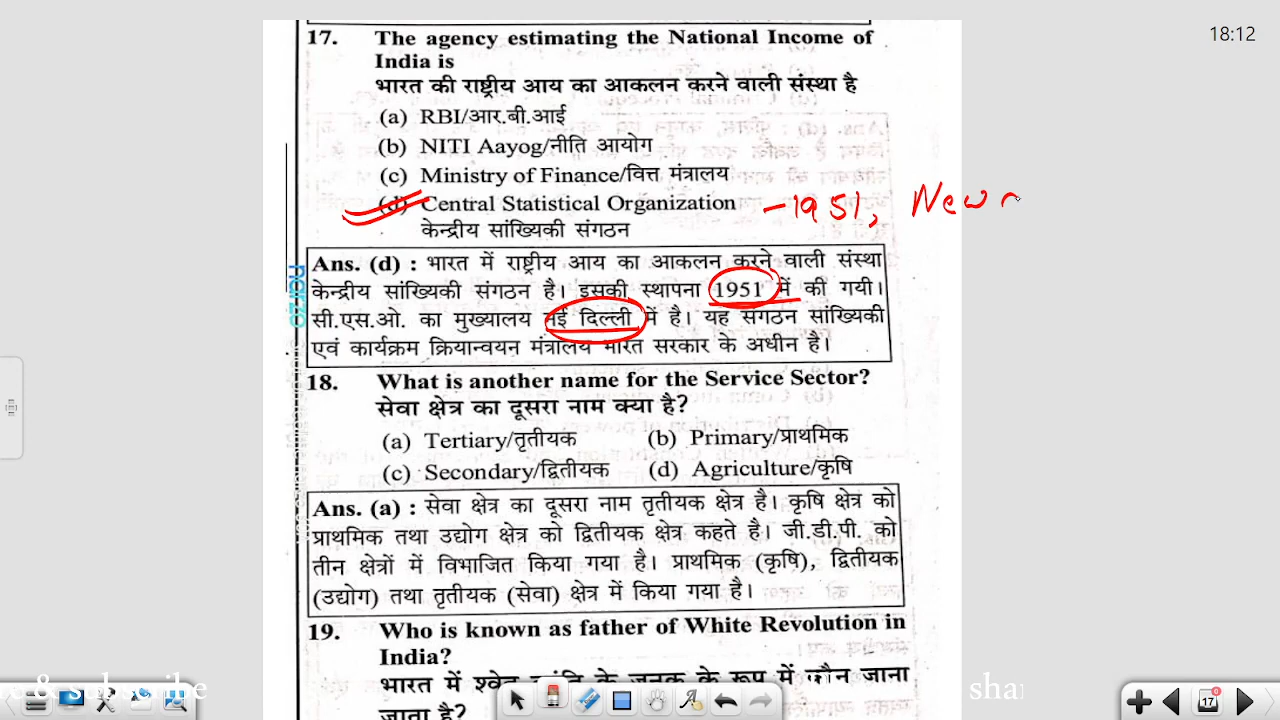 18:12
17. The agency estimating the National Income of
India is
भारत की राष्ट्रीय आय का आकलन करने वाली संस्था है
(a) RBI/आर.बी.आई
(b) NITI Aayog/नीति आयोग
(c) Ministry of Finance/वित्त मंत्रालय
(d) Central Statistical Organization - 1951, New
केन्द्रीय सांख्यिकी संगठन
Ans. (d) : भारत में राष्ट्रीय आय का आकलन करने वाली संस्था
केन्द्रीय सांख्यिकी संगठन है। इसकी स्थापना 1951 में की गयी।
सी.एस.ओ. का मुख्यालय नई दिल्ली में है। यह संगठन सांख्यिकी
एवं कार्यक्रम क्रियान्वयन मंत्रालय भारत सरकार के अधीन है।
narzo
18. What is another name for the Service Sector?
सेवा क्षेत्र का दूसरा नाम क्या है?
(a) Tertiary/तृतीयक (b) Primary/प्राथमिक
(c) Secondary/द्वितीयक (d) Agriculture/कृषि
Ans. (a) : सेवा क्षेत्र का दूसरा नाम तृतीयक क्षेत्र है। कृषि क्षेत्र को
प्राथमिक तथा उद्योग क्षेत्र को द्वितीयक क्षेत्र कहते है। जी.डी.पी. को
तीन क्षेत्रों में विभाजित किया गया है। प्राथमिक (कृषि), द्वितीयक
(उद्योग) तथा तृतीयक (सेवा) क्षेत्र में किया गया है।
19. Who is known as father of White Revolution in
India?
भारत में श्वेत क्रांति के जनक के रूप में कौन जाना
जाता है?
17